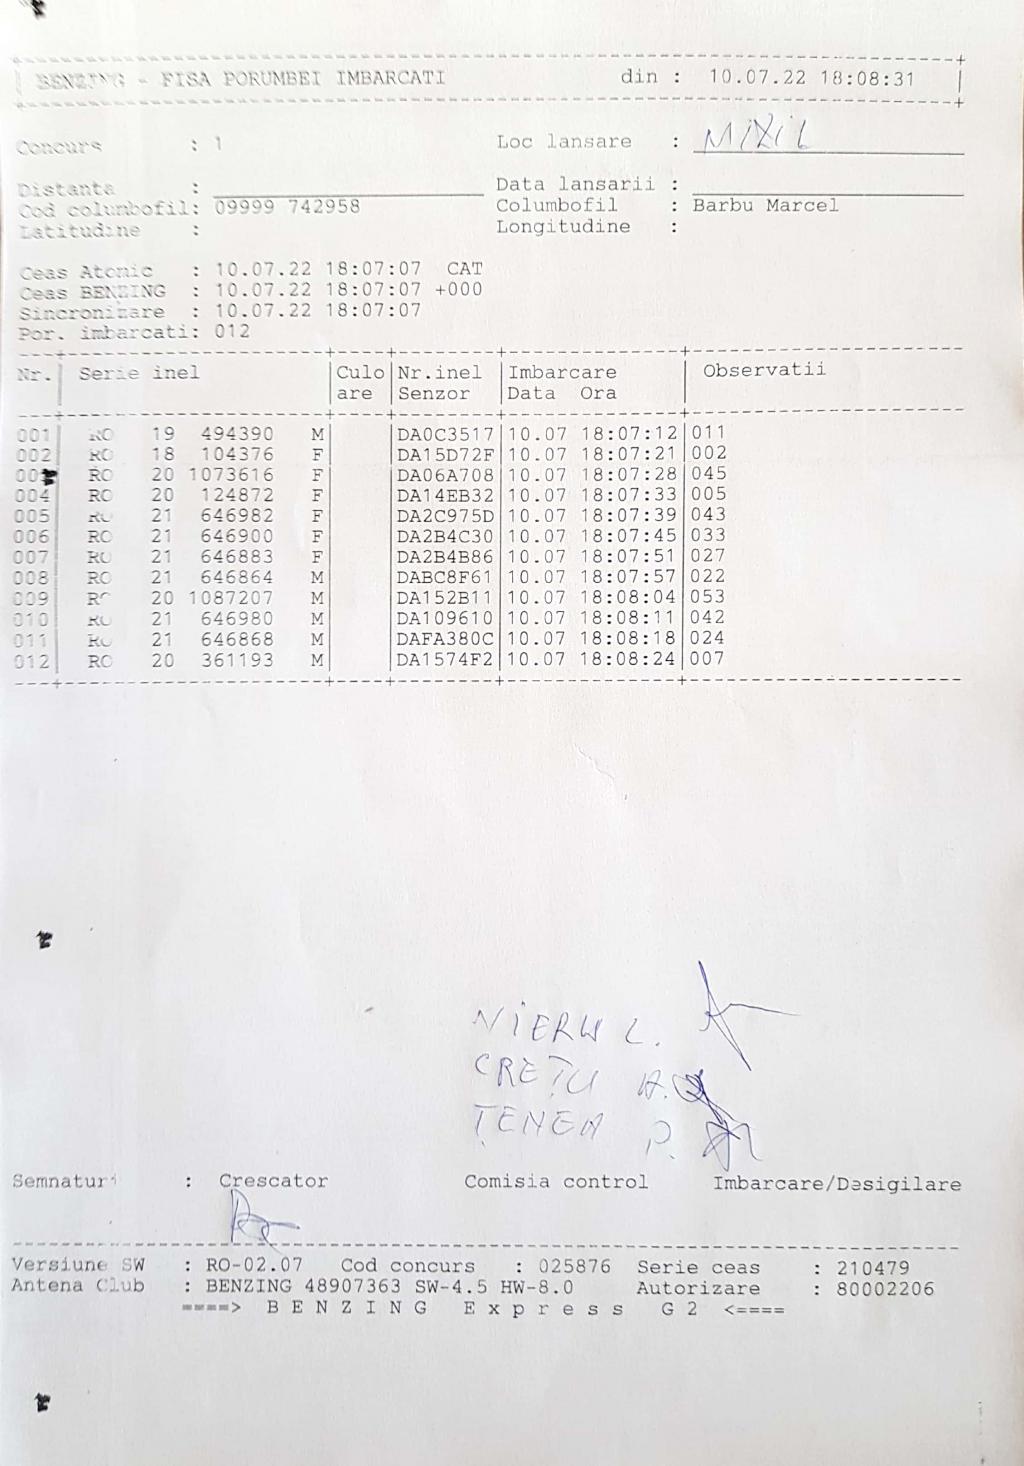 BENZING - FISA PORUMBEI IMBARCATI din : 10.07.22 18:08:31
Concurs : 1 Loc lansare : MIZIL
Distanta : Data lansarii :
Cod columbofil: 09999 742958 Columbofil : Barbu Marcel
Latitudine : Longitudine :
Ceas Atomic : 10.07.22 18:07:07 CAT
Ceas BENZING : 10.07.22 18:07:07 +000
Sincronizare : 10.07.22 18:07:07
Por. imbarcati: 012
Nr. Serie inel Culo Nr.inel Imbarcare Observatii
are Senzor Data Ora
001 RO 19 494390 M DA0C3517 10.07 18:07:12 011
002 RO 18 104376 F DA15D72F 10.07 18:07:21 002
003 RO 20 1073616 F DA06A708 10.07 18:07:28 045
004 RO 20 124872 F DA14EB32 10.07 18:07:33 005
005 RO 21 646982 F DA2C975D 10.07 18:07:39 043
006 RO 21 646900 F DA2B4C30 10.07 18:07:45 033
007 RO 21 646883 F DA2B4B86 10.07 18:07:51 027
008 RO 21 646864 M DABC8F61 10.07 18:07:57 022
009 RO 20 1087207 M DA152B11 10.07 18:08:04 053
010 RO 21 646980 M DA109610 10.07 18:08:11 042
011 RO 21 646868 M DAFA380C 10.07 18:08:18 024
012 RO 20 361193 M DA1574F2 10.07 18:08:24 007
L.
CREȚU A.
ȚENEA P.
Semnaturi : Crescator Comisia control Imbarcare/Desigilare
Versiune SW : RO-02.07 Cod concurs : 025876 Serie ceas : 210479
Antena Club : BENZING 48907363 SW-4.5 HW-8.0 Autorizare : 80002206
====> B E N Z I N G E x p r e s s G 2 <====